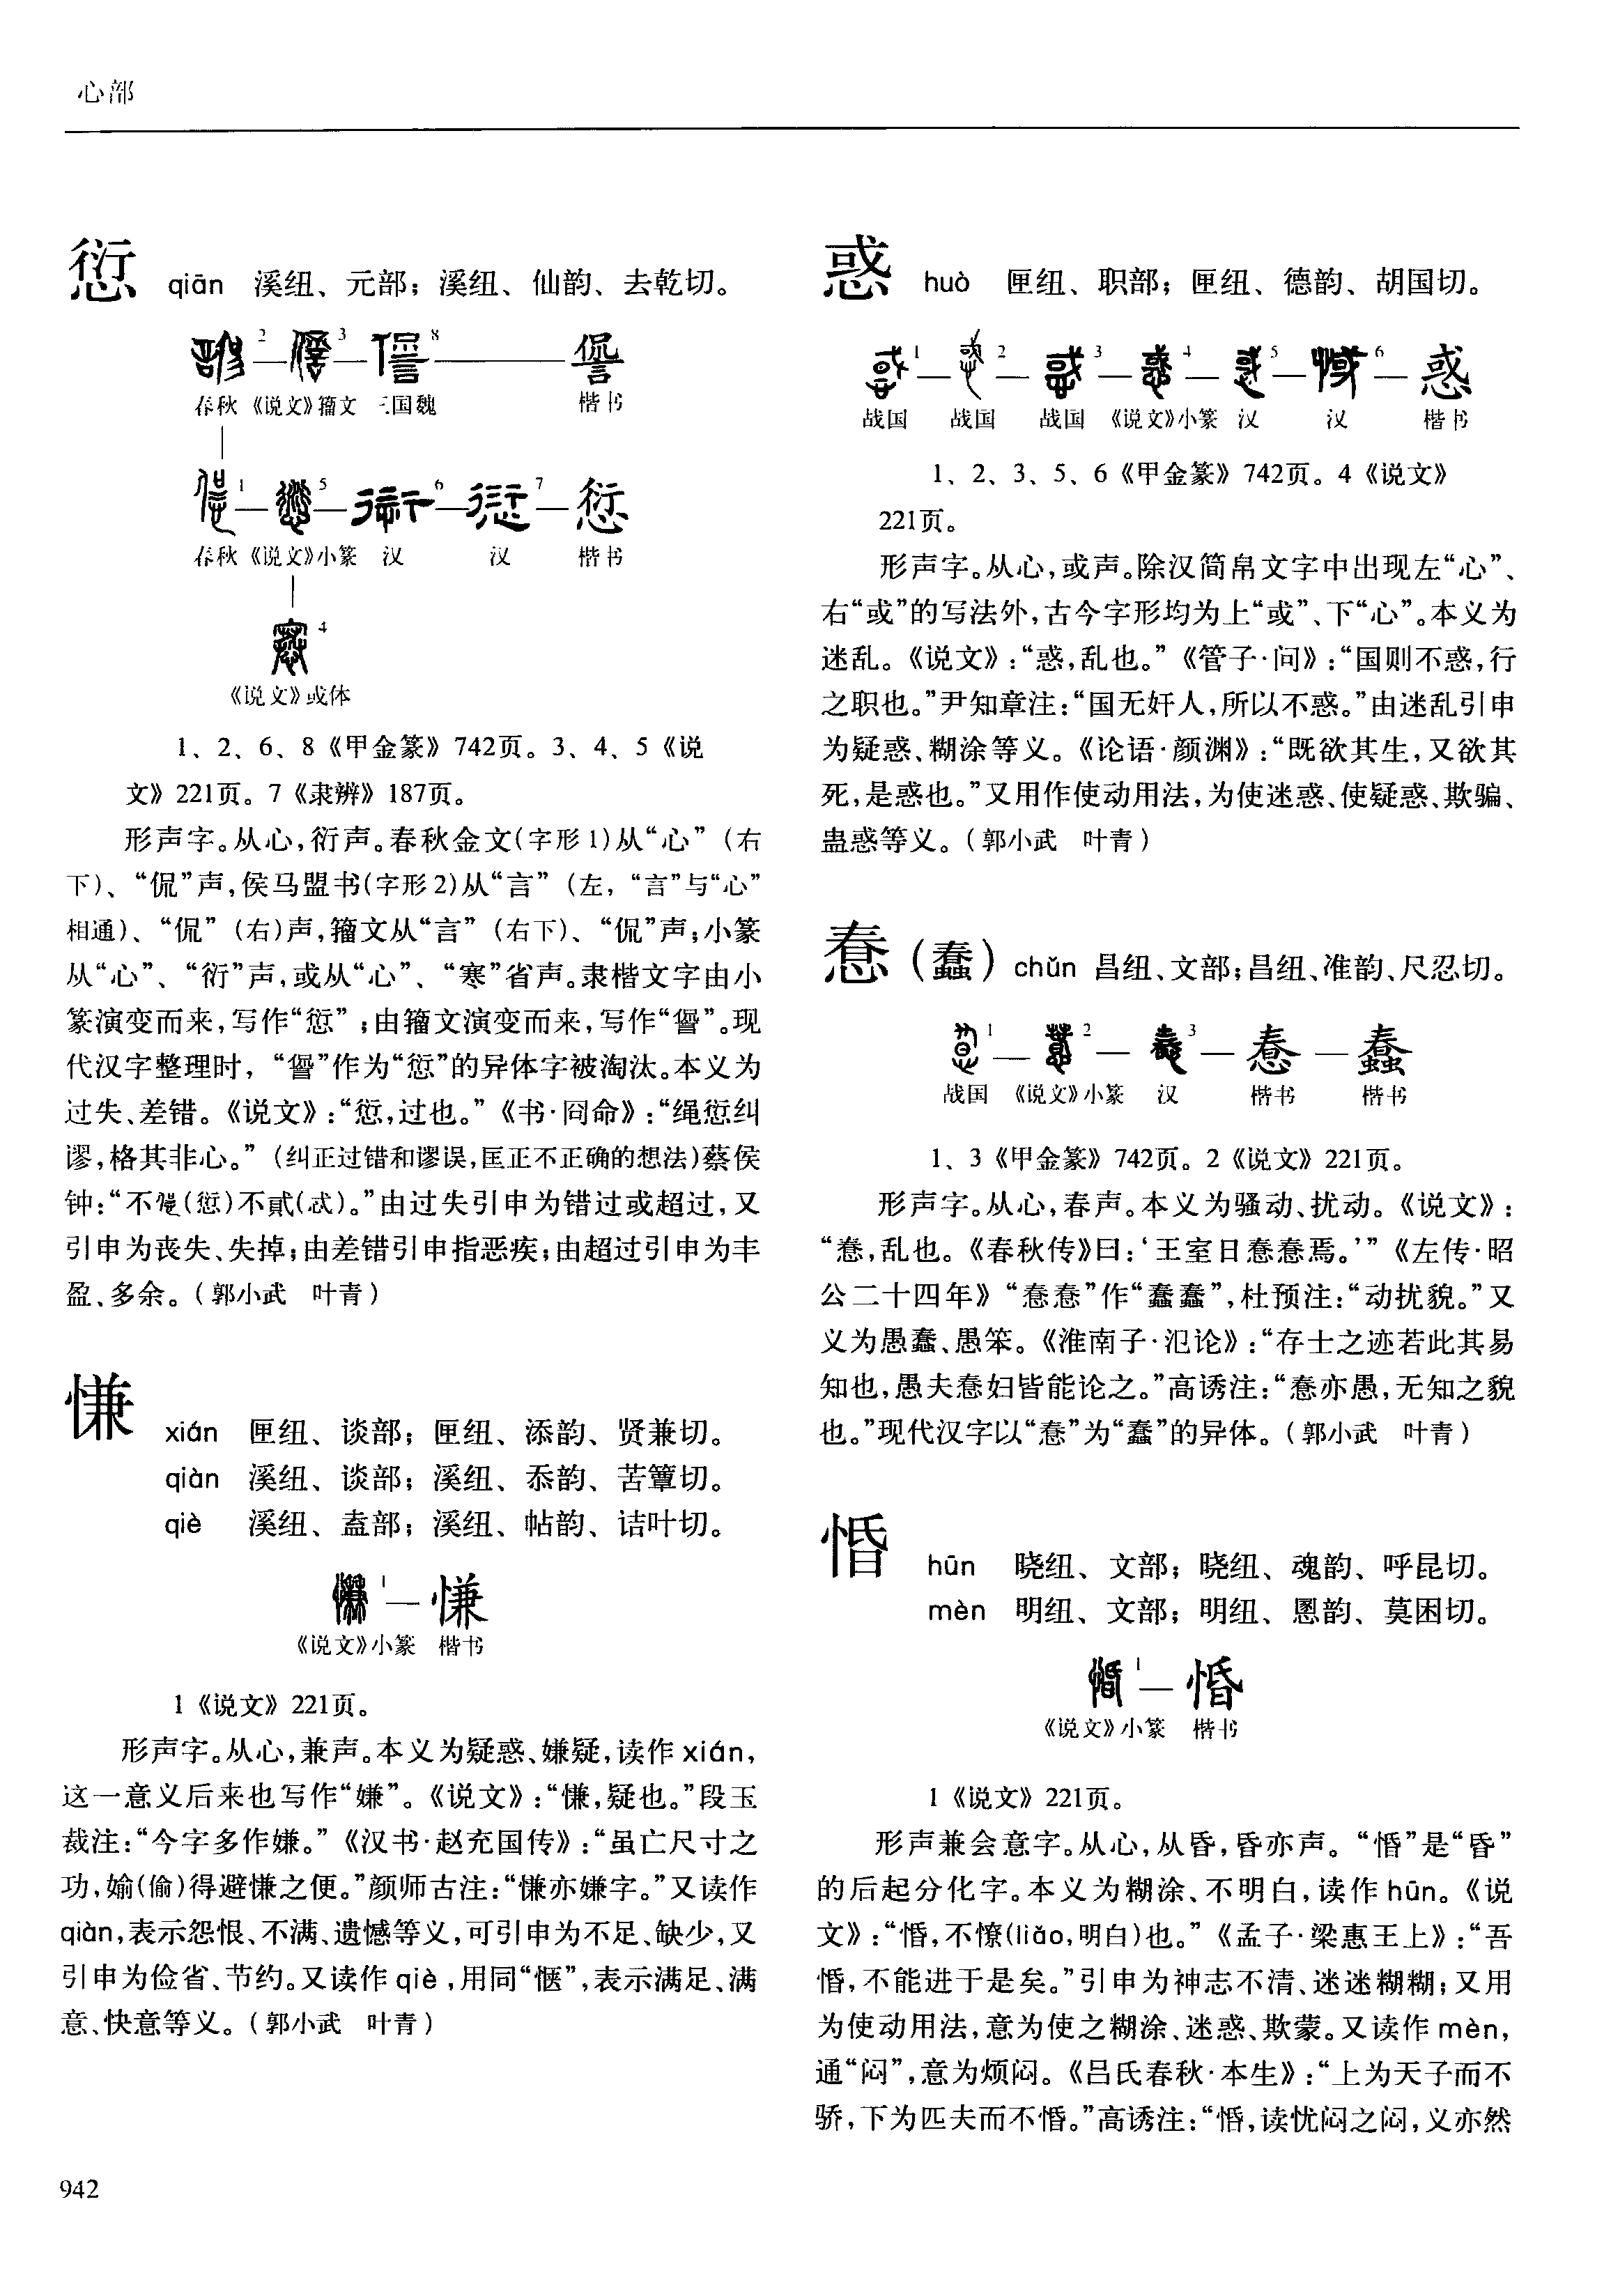 心部
愆 qiān 溪纽、元部；溪纽、仙韵、去乾切。
2 3 8 諐
春秋 《说文》籀文 三国魏 楷书
1 5 6 7 愆
春秋 《说文》小篆 汉 汉 楷书
4
《说文》或体
1、2、6、8《甲金篆》742页。3、4、5《说
文》221页。7《隶辨》187页。
形声字。从心，衍声。春秋金文(字形1)从“心”（右
下）、“侃”声，侯马盟书(字形2)从“言”（左，“言”与“心”
相通）、“侃”（右）声，籀文从“言”（右下）、“侃”声；小篆
从“心”、“衍”声，或从“心”、“寒”省声。隶楷文字由小
篆演变而来，写作“愆”；由籀文演变而来，写作“諐”。现
代汉字整理时，“諐”作为“愆”的异体字被淘汰。本义为
过失、差错。《说文》：“愆，过也。”《书·冏命》：“绳愆纠
谬，格其非心。”（纠正过错和谬误，匡正不正确的想法）蔡侯
钟：“不(愆)不貳(忒)。”由过失引申为错过或超过，又
引申为丧失、失掉；由差错引申指恶疾；由超过引申为丰
盈、多余。（郭小武　叶青）
慊 xián 匣纽、谈部；匣纽、添韵、贤兼切。
qiàn 溪纽、谈部；溪纽、忝韵、苦簟切。
qiè 溪纽、盍部；溪纽、帖韵、诘叶切。
1 慊
《说文》小篆 楷书
1《说文》221页。
形声字。从心，兼声。本义为疑惑、嫌疑，读作 xián，
这一意义后来也写作“嫌”。《说文》：“慊，疑也。”段玉
裁注：“今字多作嫌。”《汉书·赵充国传》：“虽亡尺寸之
功，媮(偷)得避慊之便。”颜师古注：“慊亦嫌字。”又读作
qiàn，表示怨恨、不满、遗憾等义，可引申为不足、缺少，又
引申为俭省、节约。又读作 qiè，用同“惬”，表示满足、满
意、快意等义。（郭小武　叶青）
942
惑 huò 匣纽、职部；匣纽、德韵、胡国切。
1 2 3 4 5 6 惑
战国 战国 战国 《说文》小篆 汉 汉 楷书
1、2、3、5、6《甲金篆》742页。4《说文》
221页。
形声字。从心，或声。除汉简帛文字中出现左“心”、
右“或”的写法外，古今字形均为上“或”、下“心”。本义为
迷乱。《说文》：“惑，乱也。”《管子·问》：“国则不惑，行
之职也。”尹知章注：“国无奸人，所以不惑。”由迷乱引申
为疑惑、糊涂等义。《论语·颜渊》：“既欲其生，又欲其
死，是惑也。”又用作使动用法，为使迷惑、使疑惑、欺骗、
蛊惑等义。（郭小武　叶青）
惷（蠢）chǔn 昌纽、文部；昌纽、准韵、尺忍切。
1 2 3 惷 蠢
战国 《说文》小篆 汉 楷书 楷书
1、3《甲金篆》742页。2《说文》221页。
形声字。从心，春声。本义为骚动、扰动。《说文》：
“惷，乱也。《春秋传》曰：‘王室日惷惷焉。’”《左传·昭
公二十四年》“惷惷”作“蠢蠢”，杜预注：“动扰貌。”又
义为愚蠢、愚笨。《淮南子·氾论》：“存士之迹若此其易
知也，愚夫惷妇皆能论之。”高诱注：“惷亦愚，无知之貌
也。”现代汉字以“惷”为“蠢”的异体。（郭小武　叶青）
惛 hūn 晓纽、文部；晓纽、魂韵、呼昆切。
mèn 明纽、文部；明纽、慁韵、莫困切。
1 惛
《说文》小篆 楷书
1《说文》221页。
形声兼会意字。从心，从昏，昏亦声。“惛”是“昏”
的后起分化字。本义为糊涂、不明白，读作 hūn。《说
文》：“惛，不憭(liǎo，明白)也。”《孟子·梁惠王上》：“吾
惛，不能进于是矣。”引申为神志不清、迷迷糊糊；又用
为使动用法，意为使之糊涂、迷惑、欺蒙。又读作 mèn，
通“闷”，意为烦闷。《吕氏春秋·本生》：“上为天子而不
骄，下为匹夫而不惛。”高诱注：“惛，读忧闷之闷，义亦然